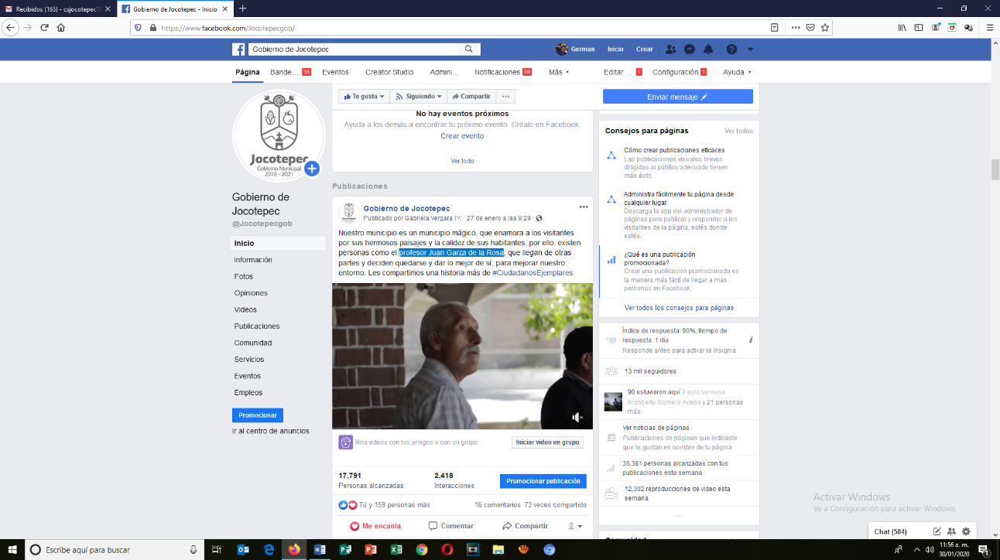 Recibidos (165) - csjocotepec18
Gobierno de Jocotepec - Inicio
https://www.facebook.com/Jocotepecgob/
Gobierno de Jocotepec
German
Inicio
Crear
Página
Bande... 35
Eventos
Creator Studio
Admini...
Notificaciones 38
Más
Editar ... 1
Configuración 1
Ayuda
Te gusta
Siguiendo
Compartir
Enviar mensaje
Jocotepec
Gobierno Municipal
2018 - 2021
Gobierno de
Jocotepec
@Jocotepecgob
Inicio
Información
Fotos
Opiniones
Videos
Publicaciones
Comunidad
Servicios
Eventos
Empleos
Promocionar
Ir al centro de anuncios
No hay eventos próximos
Ayuda a los demás a encontrar tu próximo evento. Créalo en Facebook.
Crear evento
Ver todo
Publicaciones
Gobierno de Jocotepec
Publicado por Gabriela Vergara [?] · 27 de enero a las 9:29 ·
Nuestro municipio es un municipio mágico, que enamora a los visitantes
por sus hermosos paisajes y la calidez de sus habitantes, por ello, existen
personas como el profesor Juan Garza de la Rosa, que llegan de otras
partes y deciden quedarse y dar lo mejor de sí, para mejorar nuestro
entorno. Les compartimos una historia más de #CiudadanosEjemplares.
Mira videos con tus amigos o con un grupo
Iniciar video en grupo
17,791
Personas alcanzadas
2,418
Interacciones
Promocionar publicación
Tú y 159 personas más
16 comentarios 73 veces compartido
Me encanta
Comentar
Compartir
Consejos para páginas
Ver todos
Cómo crear publicaciones eficaces
Las publicaciones visuales breves
dirigidas al público adecuado tienen
más éxito.
Administra fácilmente tu página desde
cualquier lugar
Descarga la app del administrador de
páginas para publicar y responder a los
visitantes de la página, estés donde
estés.
¿Qué es una publicación
promocionada?
Crear una publicación promocionada es
la manera más fácil de llegar a más
personas en Facebook.
Ver todos los consejos para páginas
Índice de respuesta: 90%; tiempo de
respuesta: 1 día
Responde antes para activar la insignia
13 mil seguidores
90 estuvieron aquí 0 esta semana
Rigoberto Romero Avalos y 21 personas
más
Ver noticias de páginas
Publicaciones de páginas que indicaste
que te gustan en nombre de tu página
35,381 personas alcanzadas con tus
publicaciones esta semana
12,302 reproducciones de video esta
semana
Activar Windows
Ve a Configuración para activar Windows.
Chat (584)
Escribe aquí para buscar
11:56 a. m.
30/01/2020